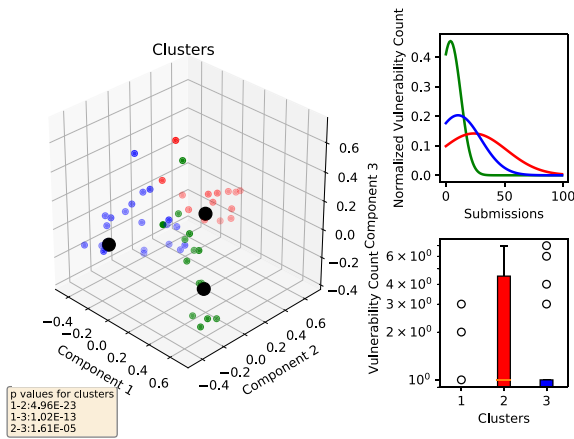 Clusters
−0.4
−0.2
0.0
0.2
0.4
0.6
Component 1
−0.4
−0.2
0.0
0.2
0.4
0.6
Component 2
−0.4
−0.2
0.0
0.2
0.4
0.6
Component 3
p values for clusters
1-2:4.96E-23
1-3:1.02E-13
2-3:1.61E-05
Normalized Vulnerability Count
0.4
0.3
0.2
0.1
0.0
0
50
100
Submissions
Vulnerability Count
6 × 10⁰
4 × 10⁰
3 × 10⁰
2 × 10⁰
10⁰
1
2
3
Clusters